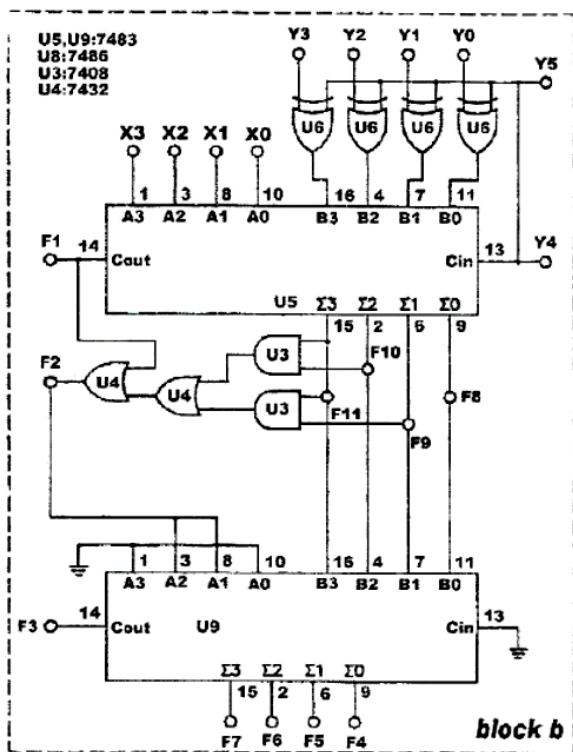 U5,U9:7483
U8:7486
U3:7408
U4:7432
Y3 Y2 Y1 Y0
Y5
U6 U6 U6 U6
X3 X2 X1 X0
1 3 8 10 16 4 7 11
A3 A2 A1 A0 B3 B2 B1 B0
F1 14 Cout Cin 13 Y4
U5 Σ3 Σ2 Σ1 Σ0
15 2 6 9
U3 F10
F2 U4 U4 U3 F11 F8
F9
1 3 8 10 16 4 7 11
A3 A2 A1 A0 B3 B2 B1 B0
F3 14 Cout U9 Cin 13
Σ3 Σ2 Σ1 Σ0
15 2 6 9
F7 F6 F5 F4
block b